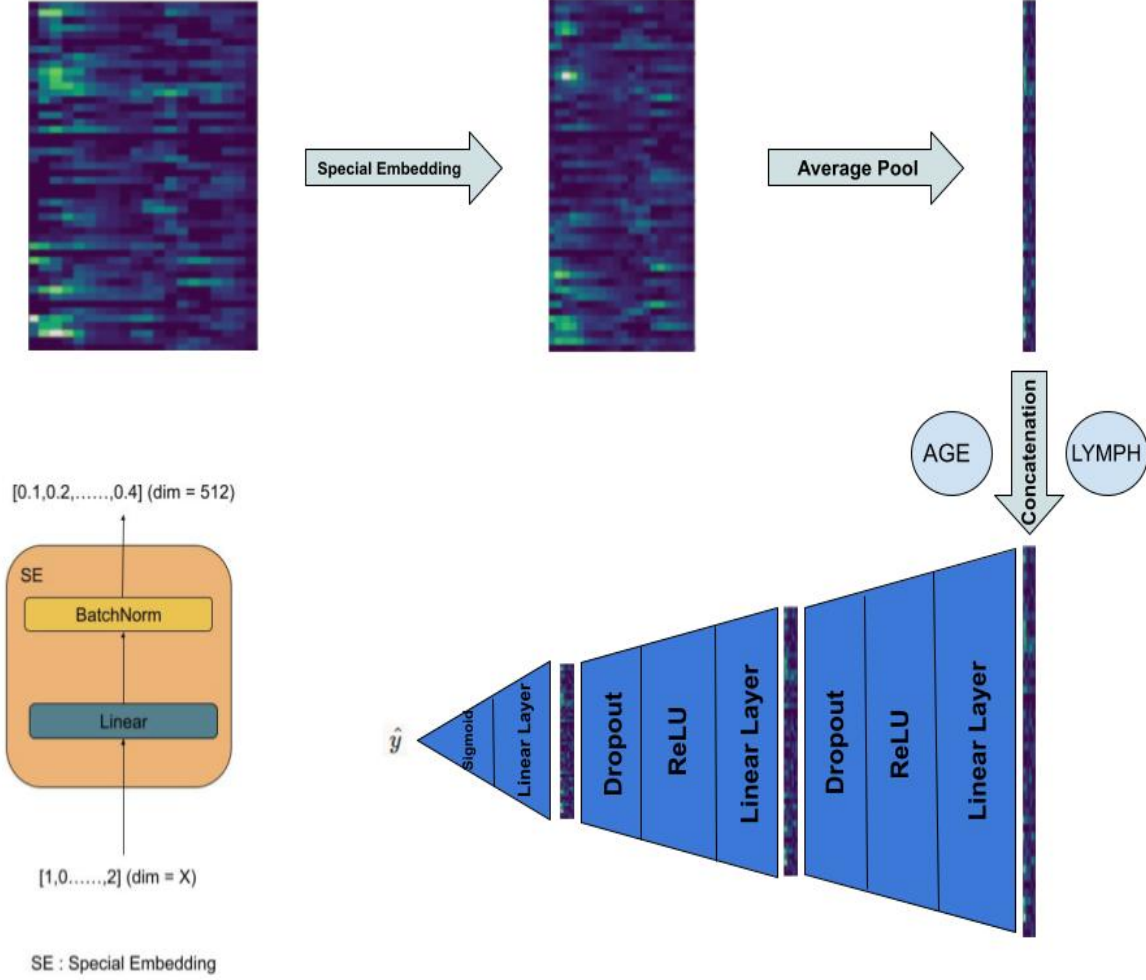 Special Embedding
Average Pool
Concatenation
AGE
LYMPH
[0.1,0.2,……,0.4] (dim = 512)
SE
BatchNorm
Linear
[1,0……,2] (dim = X)
SE : Special Embedding
ŷ
Sigmoid
Linear Layer
Dropout
ReLU
Linear Layer
Dropout
ReLU
Linear Layer